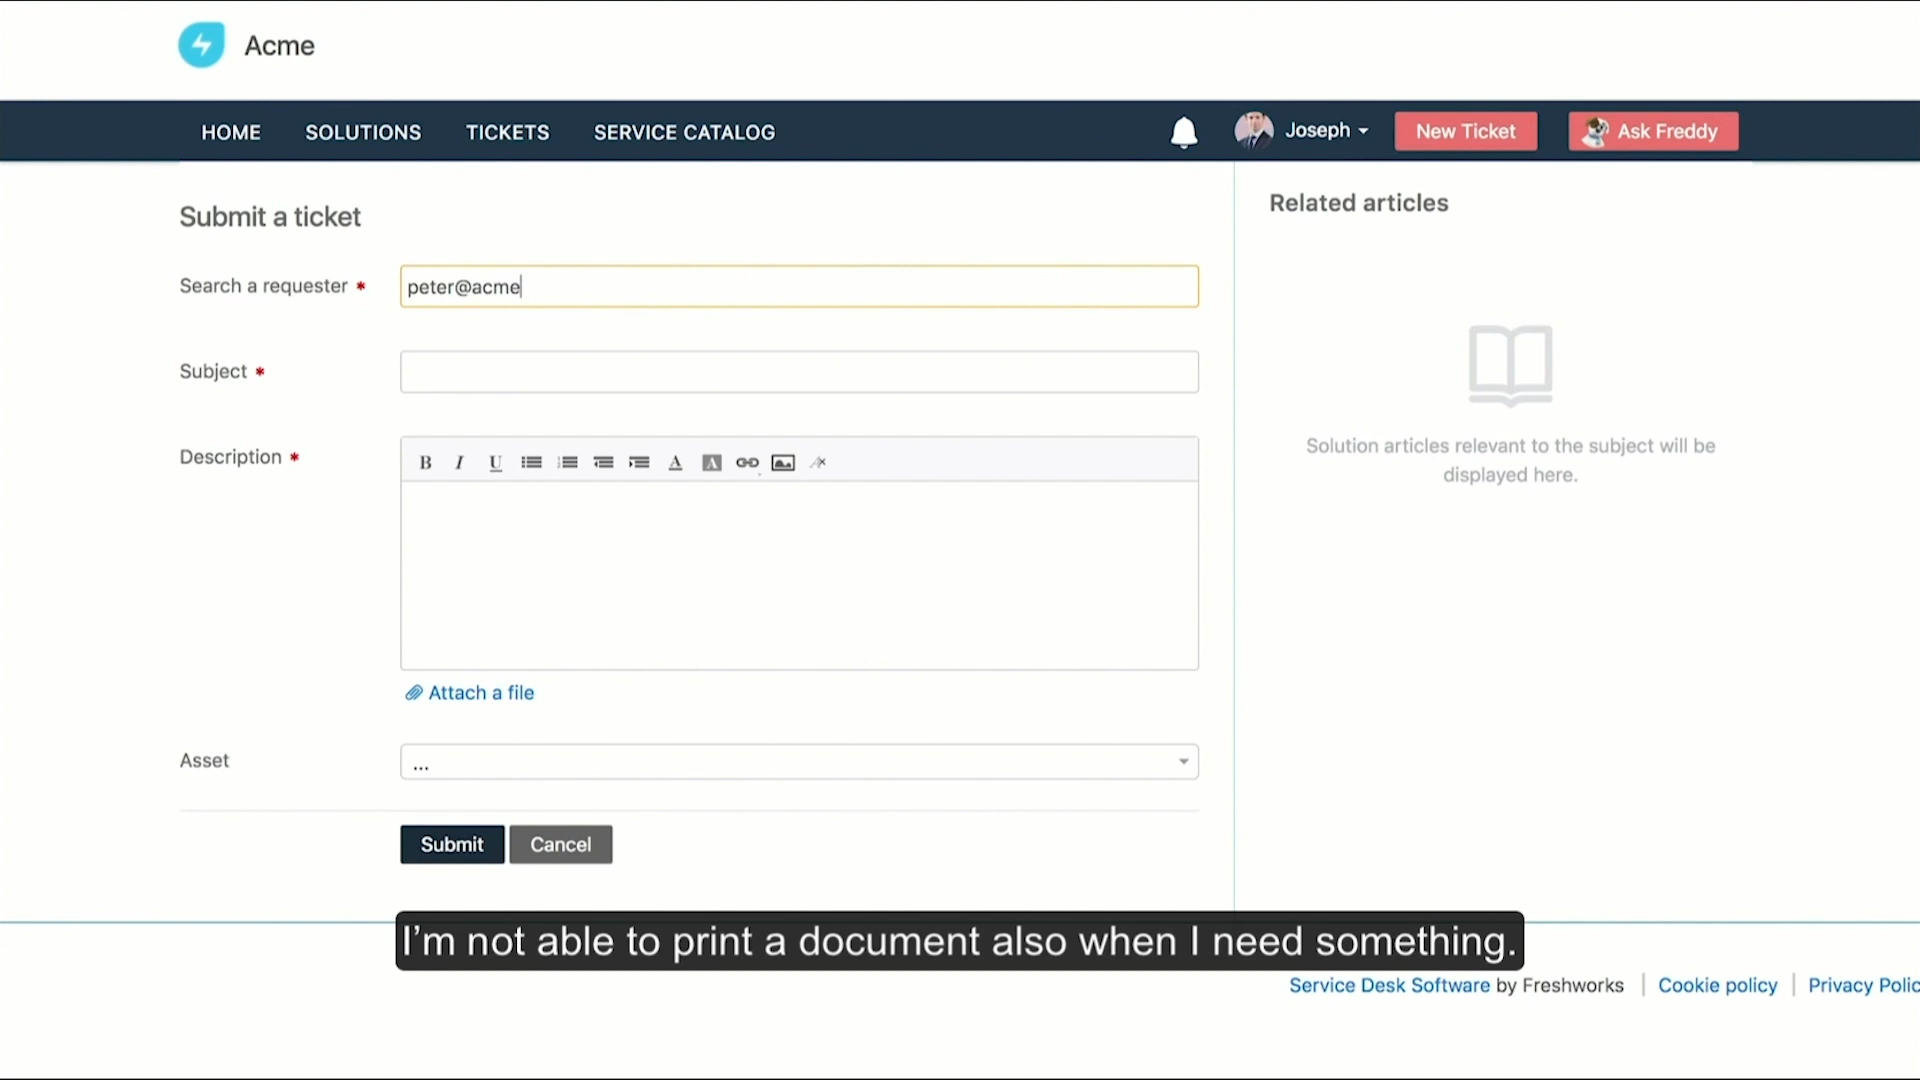 Acme
HOME SOLUTIONS TICKETS SERVICE CATALOG Joseph New Ticket Ask Freddy
Submit a ticket
Related articles
Search a requester * peter@acme
Subject *
Description * B I U A A
Solution articles relevant to the subject will be
displayed here.
Attach a file
Asset ...
Submit Cancel
I'm not able to print a document also when I need something.
Service Desk Software by Freshworks | Cookie policy | Privacy Polic